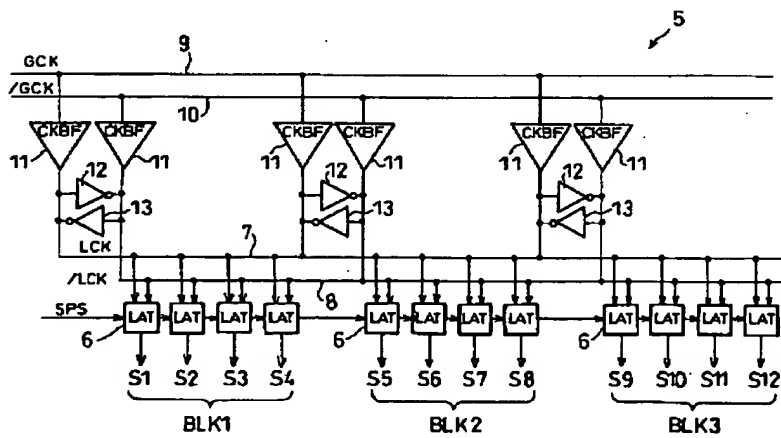 5
GCK 9
/GCK
10
CKBF CKBF CKBF CKBF CKBF CKBF
11 11 11 11 11 11
12 12 12
13 13 13
LCK 7
/LCK 8
SPS
LAT LAT LAT LAT LAT LAT LAT LAT LAT LAT LAT LAT
6 6 6
S1 S2 S3 S4 S5 S6 S7 S8 S9 S10 S11 S12
BLK1 BLK2 BLK3